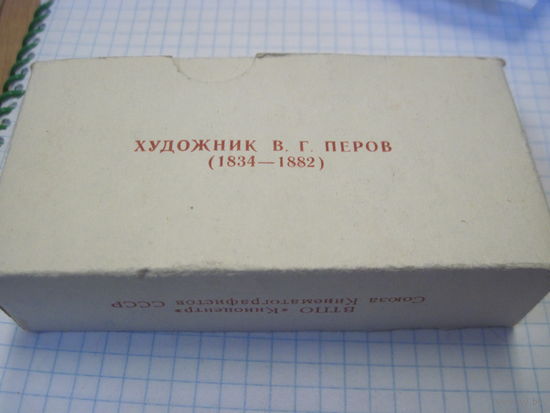 ХУДОЖНИК В. Г. ПЕРОВ
(1834—1882)
ВТПО «Киноцентр»
Союза Кинематографистов СССР